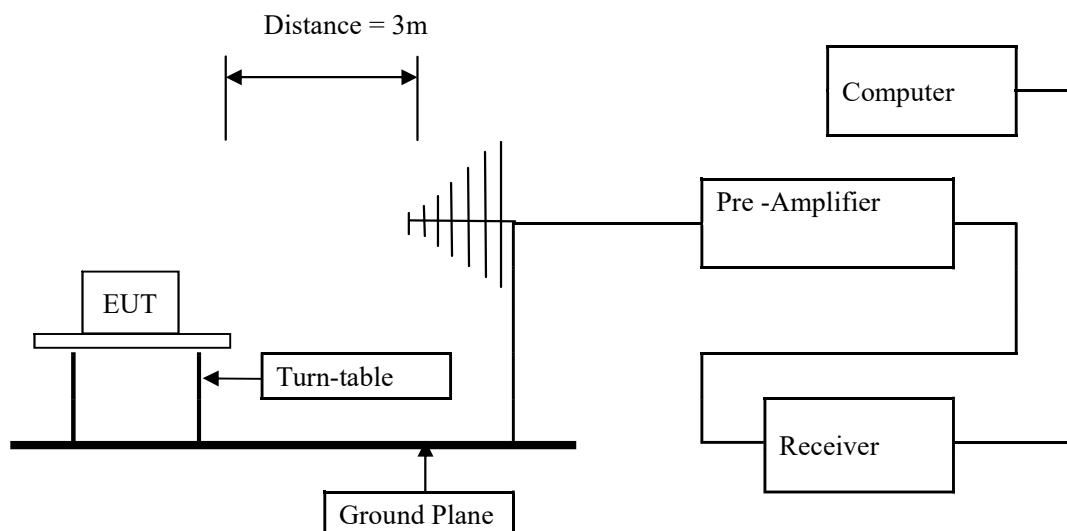 Distance = 3m
Computer
Pre -Amplifier
EUT
Turn-table
Receiver
Ground Plane